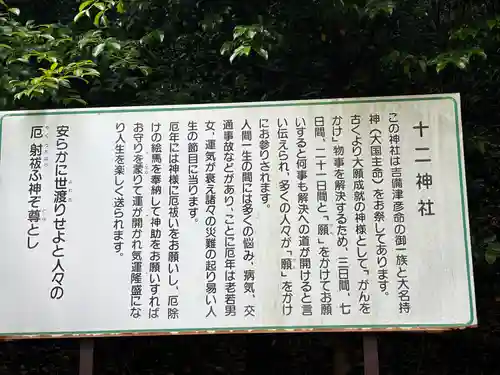 十二神社
この神社は吉備津彦命の御一族と大名持
神(大国主命)をお祭してあります。
古くより大願成就の神様として、「がんを
かけ」物事を解決するため、三日間、七
日間、二十一日間と、「願」をかけてお願
いすると何事も解決への道が開けると言
い伝えられ、多くの人々が「願」をかけ
にお参りされます。
人間一生の間には多くの悩み、病気、交
通事故などがあり、ことに厄年は老若男
女、運気が衰え諸々の災難の起り易い人
生の節目に当ります。
厄年には神様に厄祓いをお願いし、厄除
けの絵馬を奉納して神助をお願いすれば
お守りを蒙りて運が開かれ気運隆盛にな
り人生を楽しく送られます。
安らかに世渡りせよと人々の
厄射祓ふ神ぞ尊とし